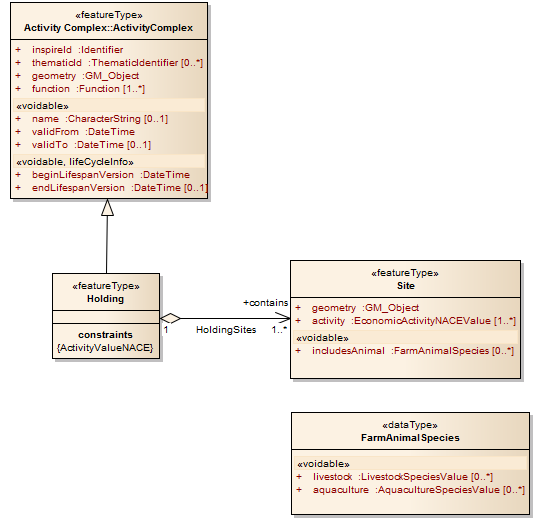 «featureType»
Activity Complex::ActivityComplex
+ inspireId :Identifier
+ thematicId :ThematicIdentifier [0..*]
+ geometry :GM_Object
+ function :Function [1..*]
«voidable»
+ name :CharacterString [0..1]
+ validFrom :DateTime
+ validTo :DateTime [0..1]
«voidable, lifeCycleInfo»
+ beginLifespanVersion :DateTime
+ endLifespanVersion :DateTime [0..1]
«featureType»
Holding
constraints
{ActivityValueNACE}
1
HoldingSites
+contains
1..*
«featureType»
Site
+ geometry :GM_Object
+ activity :EconomicActivityNACEValue [1..*]
«voidable»
+ includesAnimal :FarmAnimalSpecies [0..*]
«dataType»
FarmAnimalSpecies
«voidable»
+ livestock :LivestockSpeciesValue [0..*]
+ aquaculture :AquacultureSpeciesValue [0..*]